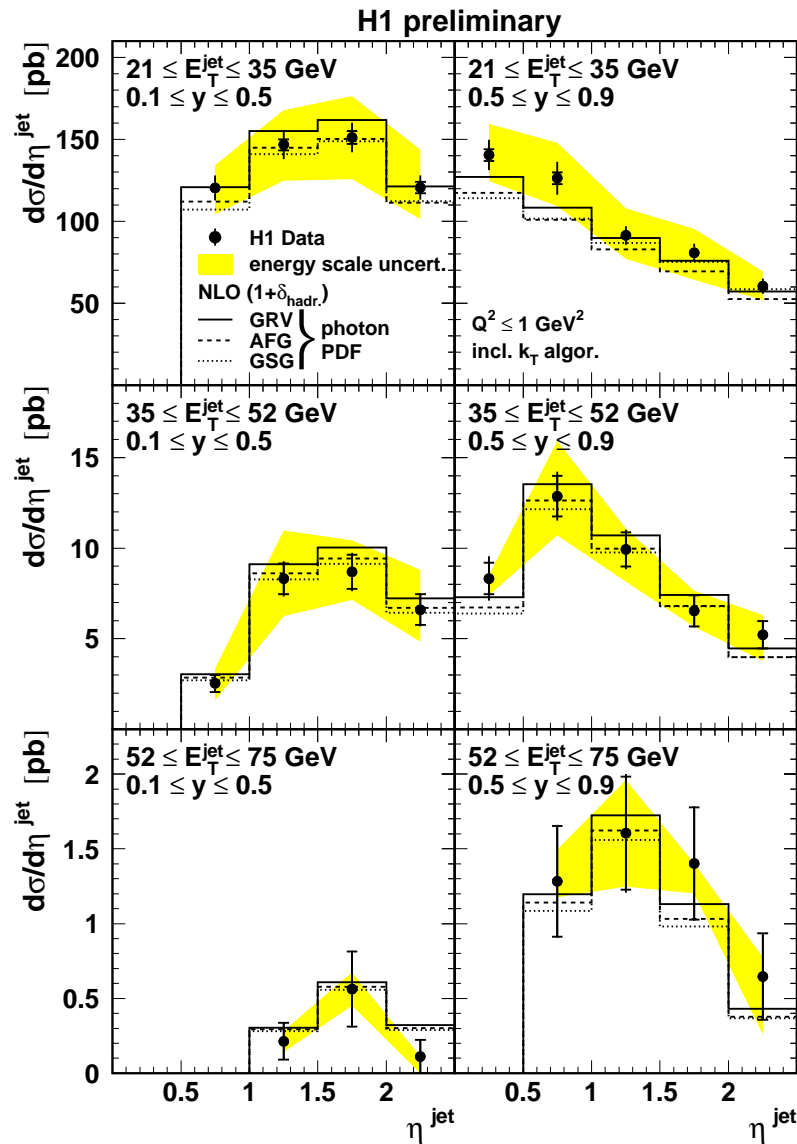 H1 preliminary
dσ/dη^jet [pb]
200
150
100
50
21 ≤ E_T^jet ≤ 35 GeV
0.1 ≤ y ≤ 0.5
H1 Data
energy scale uncert.
NLO (1+δ_hadr.)
GRV
AFG
GSG
photon
PDF
21 ≤ E_T^jet ≤ 35 GeV
0.5 ≤ y ≤ 0.9
Q^2 ≤ 1 GeV^2
incl. k_T algor.
dσ/dη^jet [pb]
15
10
5
35 ≤ E_T^jet ≤ 52 GeV
0.1 ≤ y ≤ 0.5
35 ≤ E_T^jet ≤ 52 GeV
0.5 ≤ y ≤ 0.9
dσ/dη^jet [pb]
2
1.5
1
0.5
0
52 ≤ E_T^jet ≤ 75 GeV
0.1 ≤ y ≤ 0.5
52 ≤ E_T^jet ≤ 75 GeV
0.5 ≤ y ≤ 0.9
0.5 1 1.5 2 0.5 1 1.5 2
η^jet η^jet